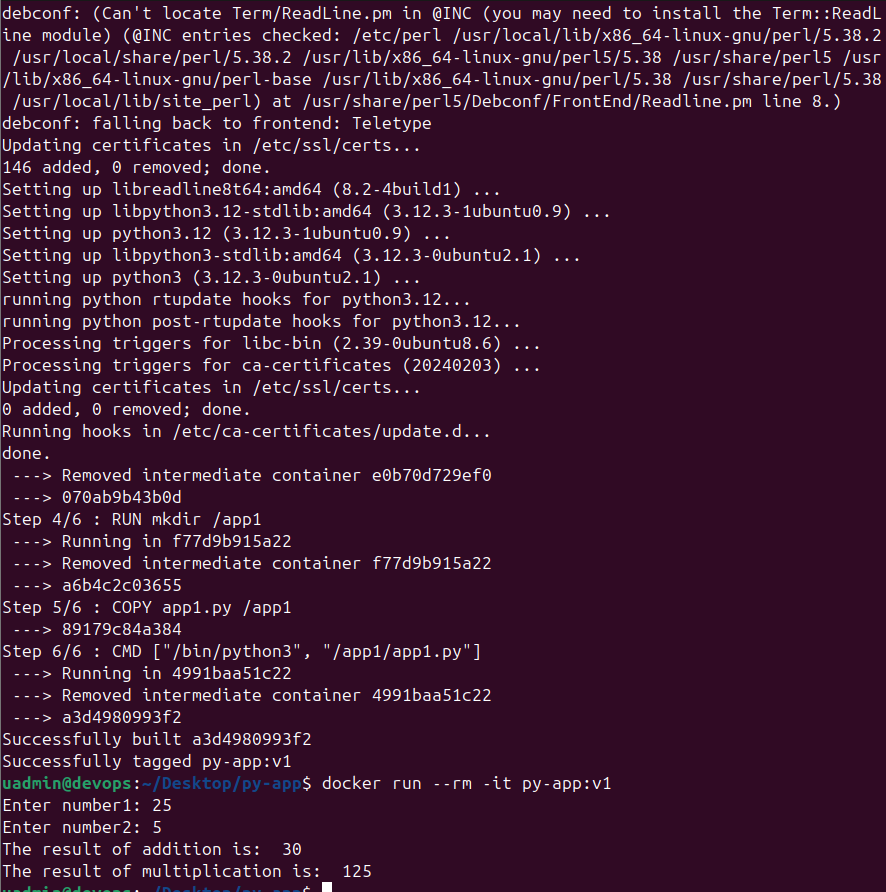 debconf: (Can't locate Term/ReadLine.pm in @INC (you may need to install the Term::ReadL
ine module) (@INC entries checked: /etc/perl /usr/local/lib/x86_64-linux-gnu/perl/5.38.2
 /usr/local/share/perl/5.38.2 /usr/lib/x86_64-linux-gnu/perl5/5.38 /usr/share/perl5 /usr
/lib/x86_64-linux-gnu/perl-base /usr/lib/x86_64-linux-gnu/perl/5.38 /usr/share/perl/5.38
 /usr/local/lib/site_perl) at /usr/share/perl5/Debconf/FrontEnd/Readline.pm line 8.)
debconf: falling back to frontend: Teletype
Updating certificates in /etc/ssl/certs...
146 added, 0 removed; done.
Setting up libreadline8t64:amd64 (8.2-4build1) ...
Setting up libpython3.12-stdlib:amd64 (3.12.3-1ubuntu0.9) ...
Setting up python3.12 (3.12.3-1ubuntu0.9) ...
Setting up libpython3-stdlib:amd64 (3.12.3-0ubuntu2.1) ...
Setting up python3 (3.12.3-0ubuntu2.1) ...
running python rtupdate hooks for python3.12...
running python post-rtupdate hooks for python3.12...
Processing triggers for libc-bin (2.39-0ubuntu8.6) ...
Processing triggers for ca-certificates (20240203) ...
Updating certificates in /etc/ssl/certs...
0 added, 0 removed; done.
Running hooks in /etc/ca-certificates/update.d...
done.
 ---> Removed intermediate container e0b70d729ef0
 ---> 070ab9b43b0d
Step 4/6 : RUN mkdir /app1
 ---> Running in f77d9b915a22
 ---> Removed intermediate container f77d9b915a22
 ---> a6b4c2c03655
Step 5/6 : COPY app1.py /app1
 ---> 89179c84a384
Step 6/6 : CMD ["/bin/python3", "/app1/app1.py"]
 ---> Running in 4991baa51c22
 ---> Removed intermediate container 4991baa51c22
 ---> a3d4980993f2
Successfully built a3d4980993f2
Successfully tagged py-app:v1
uadmin@devops:~/Desktop/py-app$ docker run --rm -it py-app:v1
Enter number1: 25
Enter number2: 5
The result of addition is:  30
The result of multiplication is:  125
uadmin@devops:~/Desktop/py-app$